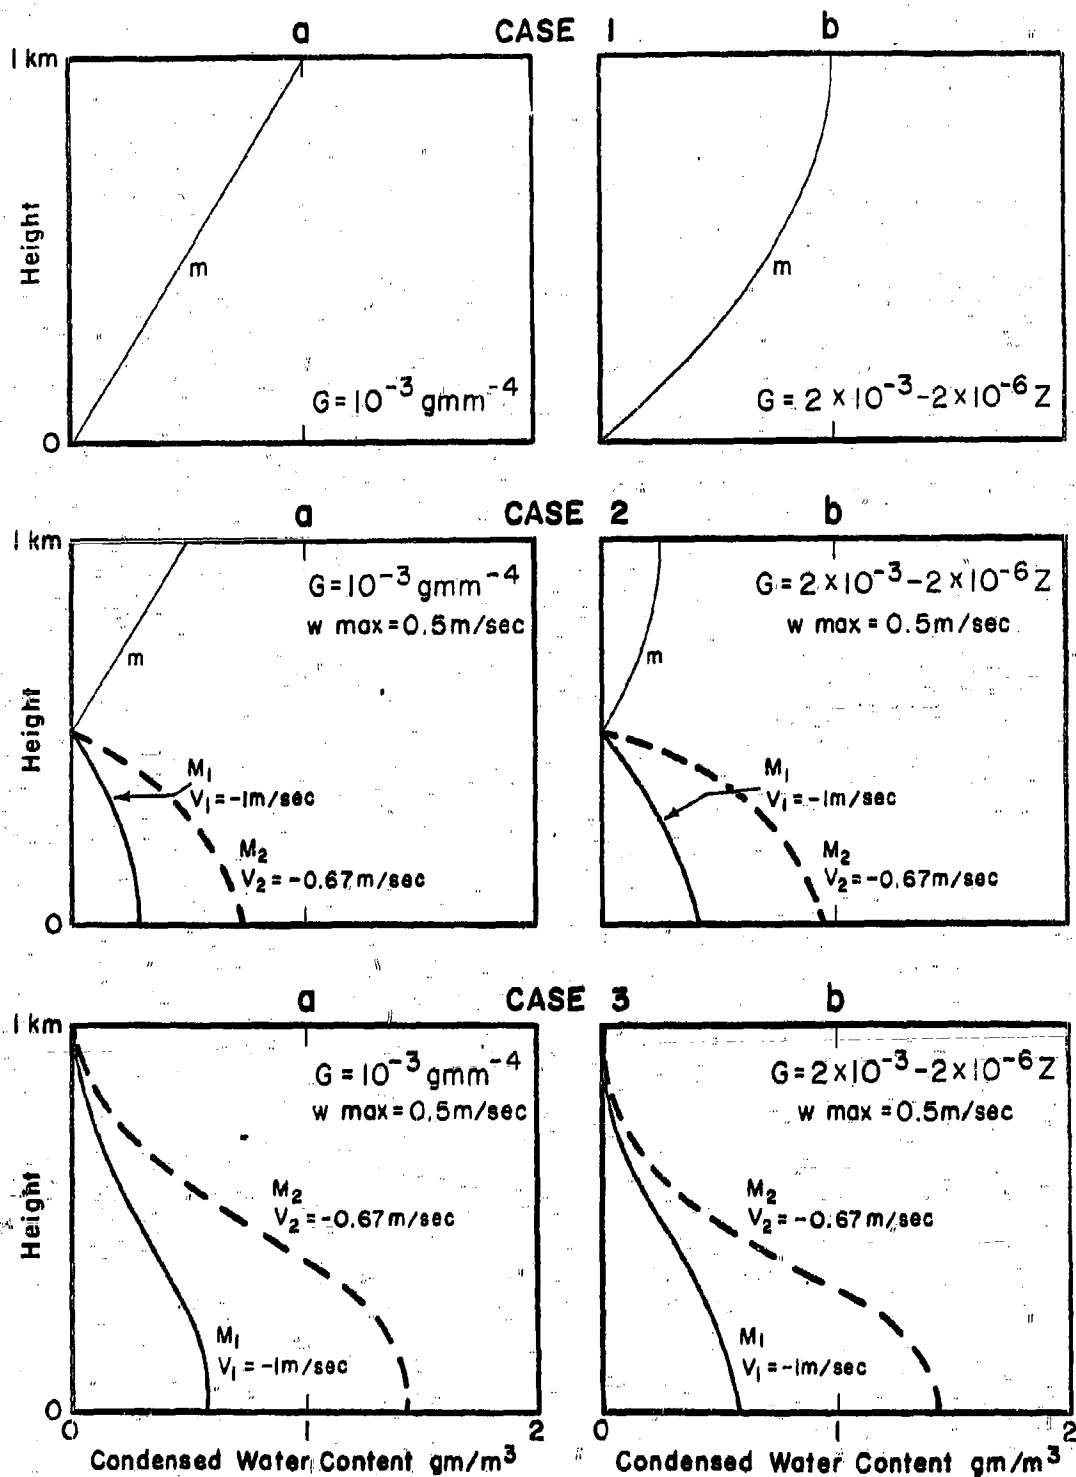 a CASE 1 b
1 km
Height
m
G = 10⁻³ gmm⁻⁴
0
m
G = 2 × 10⁻³ - 2 × 10⁻⁶ Z
a CASE 2 b
1 km
Height
G = 10⁻³ gmm⁻⁴
w max = 0.5m/sec
m
M₁
V₁ = -1m/sec
M₂
V₂ = -0.67m/sec
0
G = 2 × 10⁻³ - 2 × 10⁻⁶ Z
w max = 0.5m/sec
m
M₁
V₁ = -1m/sec
M₂
V₂ = -0.67m/sec
a CASE 3 b
1 km
Height
G = 10⁻³ gmm⁻⁴
w max = 0.5m/sec
M₂
V₂ = -0.67m/sec
M₁
V₁ = -1m/sec
0
G = 2 × 10⁻³ - 2 × 10⁻⁶ Z
w max = 0.5m/sec
M₂
V₂ = -0.67m/sec
M₁
V₁ = -1m/sec
0 1 2 0 1 2
Condensed Water Content gm/m³ Condensed Water Content gm/m³